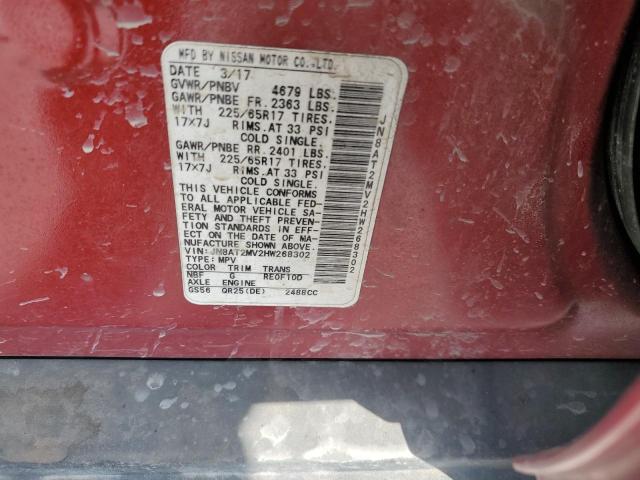 MFD BY NISSAN MOTOR CO.,LTD.
DATE 3/17
GVWR/PNBV 4679 LBS.
GAWR/PNBE FR. 2363 LBS.
WITH 225/65R17 TIRES.
17X7J RIMS.AT 33 PSI
COLD SINGLE.
GAWR/PNBE RR. 2401 LBS.
WITH 225/65R17 TIRES.
17X7J RIMS.AT 33 PSI
COLD SINGLE.
THIS VEHICLE CONFORMS
TO ALL APPLICABLE FED-
ERAL MOTOR VEHICLE SA-
FETY AND THEFT PREVEN-
TION STANDARDS IN EFF-
ECT ON THE DATE OF MA-
NUFACTURE SHOWN ABOVE.
VIN:JN8AT2MV2HW268302
TYPE:MPV
COLOR TRIM TRANS
NBF G RE0F10D
AXLE ENGINE
GS56 QR25(DE) 2488CC
JN8AT2MV2HW268302